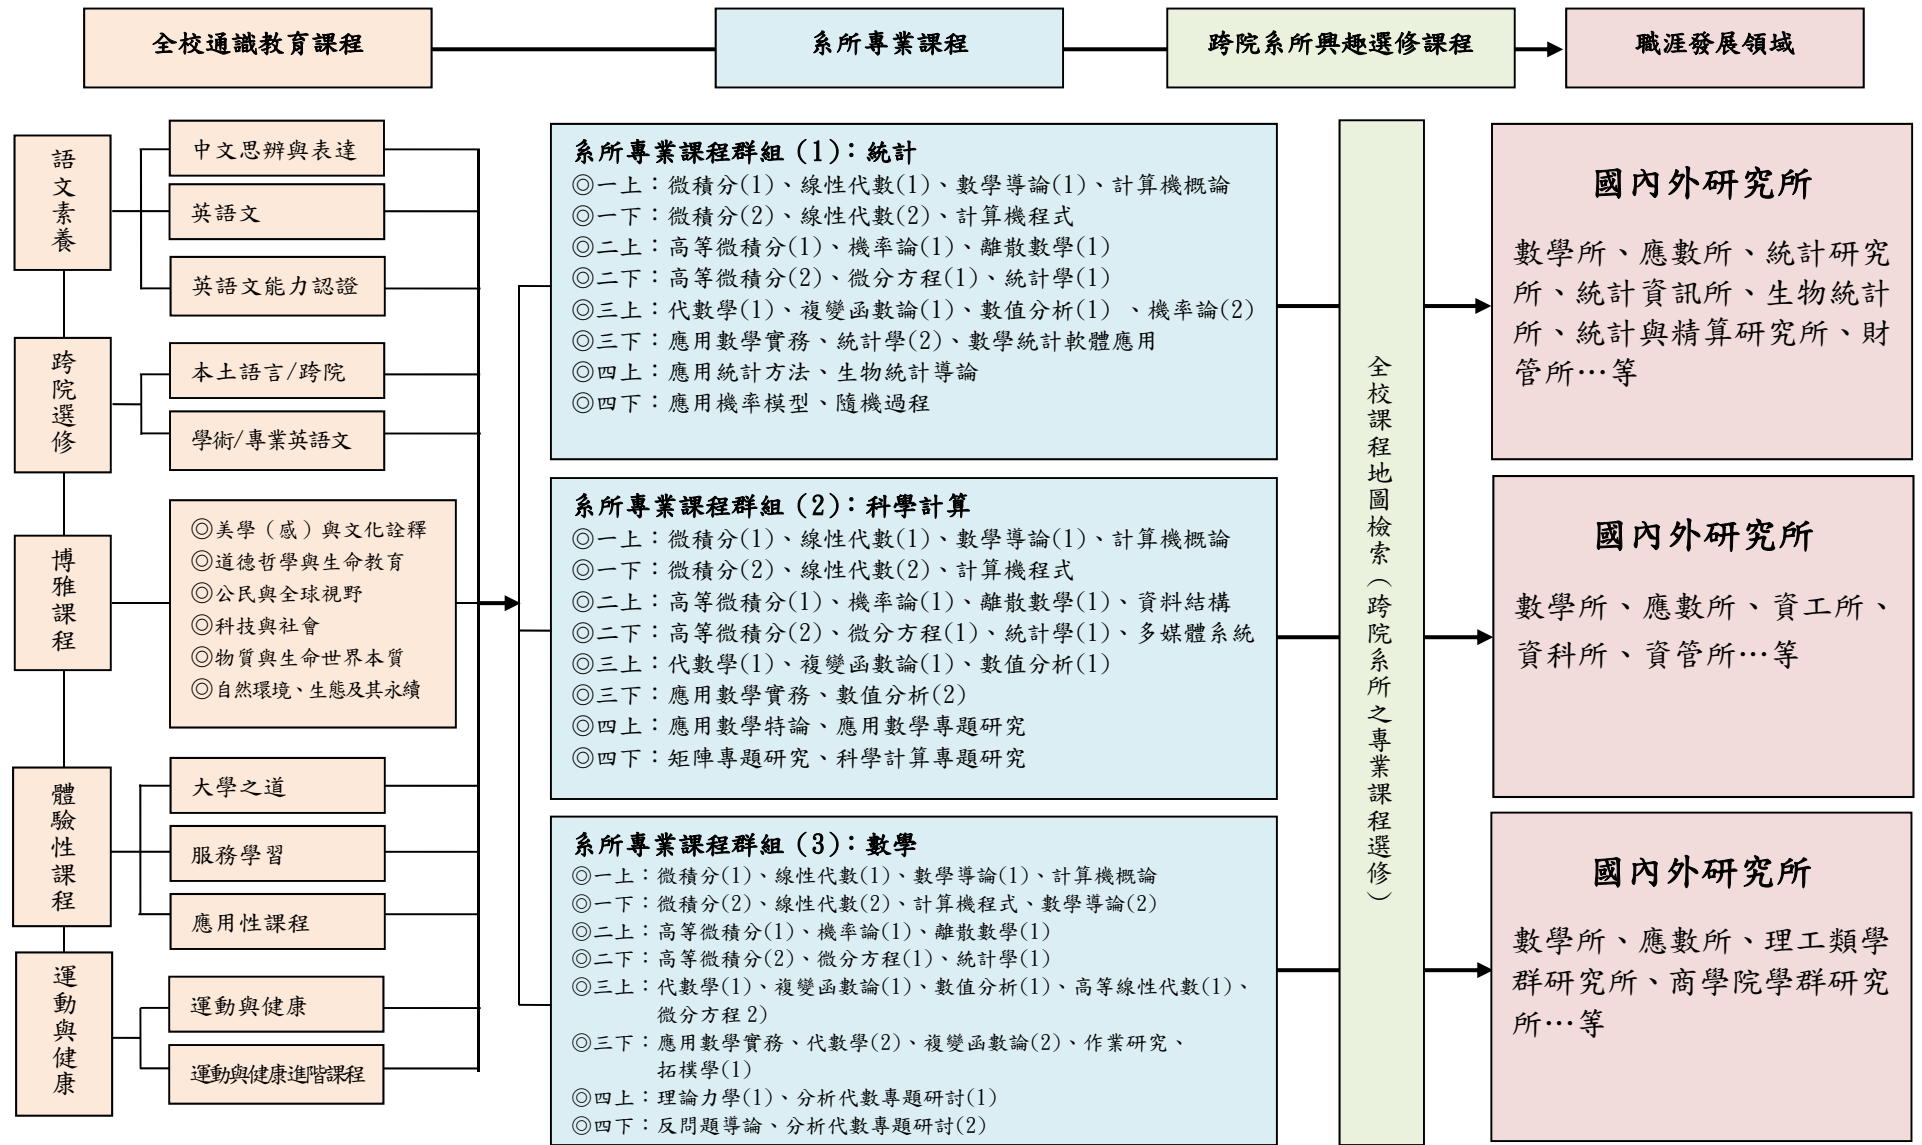 全校通識教育課程
系所專業課程
跨院系所興趣選修課程
職涯發展領域
語文素養
中文思辨與表達
英語文
英語文能力認證
跨院選修
本土語言/跨院
學術/專業英語文
博雅課程
◎美學（感）與文化詮釋
◎道德哲學與生命教育
◎公民與全球視野
◎科技與社會
◎物質與生命世界本質
◎自然環境、生態及其永續
體驗性課程
大學之道
服務學習
應用性課程
運動與健康
運動與健康
運動與健康進階課程
系所專業課程群組(1)：統計
◎一上：微積分(1)、線性代數(1)、數學導論(1)、計算機概論
◎一下：微積分(2)、線性代數(2)、計算機程式
◎二上：高等微積分(1)、機率論(1)、離散數學(1)
◎二下：高等微積分(2)、微分方程(1)、統計學(1)
◎三上：代數學(1)、複變函數論(1)、數值分析(1) 、機率論(2)
◎三下：應用數學實務、統計學(2)、數學統計軟體應用
◎四上：應用統計方法、生物統計導論
◎四下：應用機率模型、隨機過程
系所專業課程群組(2)：科學計算
◎一上：微積分(1)、線性代數(1)、數學導論(1)、計算機概論
◎一下：微積分(2)、線性代數(2)、計算機程式
◎二上：高等微積分(1)、機率論(1)、離散數學(1)、資料結構
◎二下：高等微積分(2)、微分方程(1)、統計學(1)、多媒體系統
◎三上：代數學(1)、複變函數論(1)、數值分析(1)
◎三下：應用數學實務、數值分析(2)
◎四上：應用數學特論、應用數學專題研究
◎四下：矩陣專題研究、科學計算專題研究
系所專業課程群組(3)：數學
◎一上：微積分(1)、線性代數(1)、數學導論(1)、計算機概論
◎一下：微積分(2)、線性代數(2)、計算機程式、數學導論(2)
◎二上：高等微積分(1)、機率論(1)、離散數學(1)
◎二下：高等微積分(2)、微分方程(1)、統計學(1)
◎三上：代數學(1)、複變函數論(1)、數值分析(1)、高等線性代數(1)、
微分方程 2)
◎三下：應用數學實務、代數學(2)、複變函數論(2)、作業研究、
拓樸學(1)
◎四上：理論力學(1)、分析代數專題研討(1)
◎四下：反問題導論、分析代數專題研討(2)
全校課程地圖檢索（跨院系所之專業課程選修）
國內外研究所
數學所、應數所、統計研究
所、統計資訊所、生物統計
所、統計與精算研究所、財
管所…等
國內外研究所
數學所、應數所、資工所、
資科所、資管所…等
國內外研究所
數學所、應數所、理工類學
群研究所、商學院學群研究
所…等